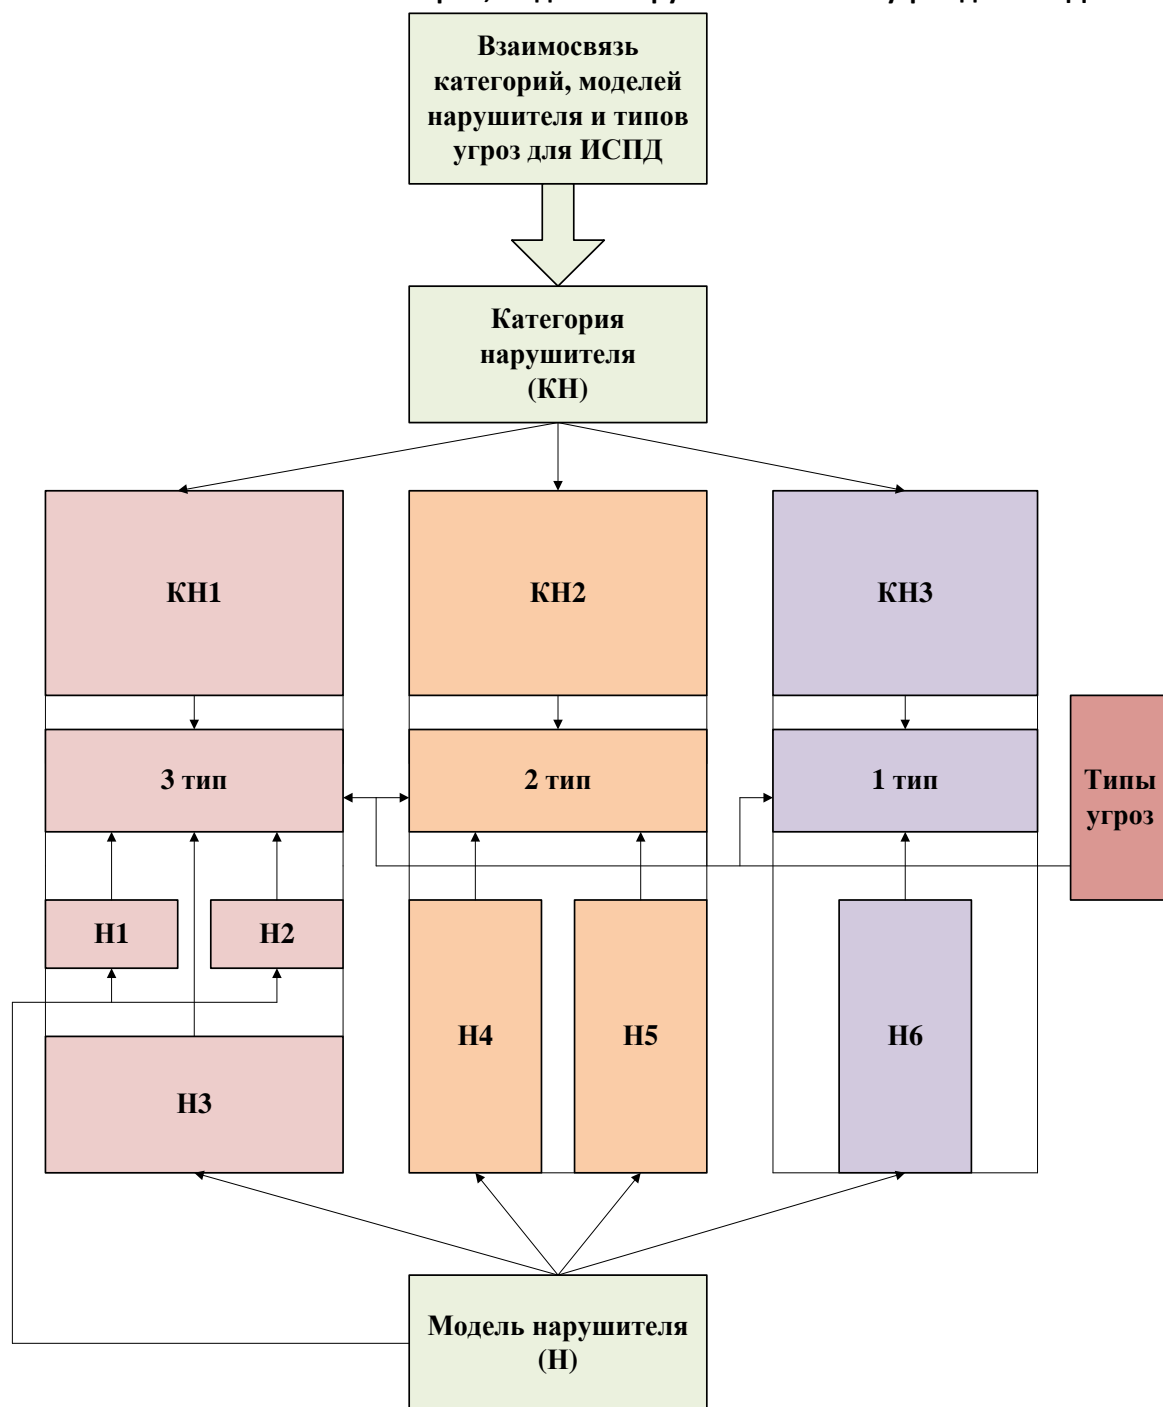 Взаимосвязь
категорий, моделей
нарушителя и типов
угроз для ИСПД
Категория
нарушителя
(КН)
КН1
КН2
КН3
3 тип
2 тип
1 тип
Типы
угроз
Н1
Н2
Н4
Н5
Н6
Н3
Модель нарушителя
(Н)